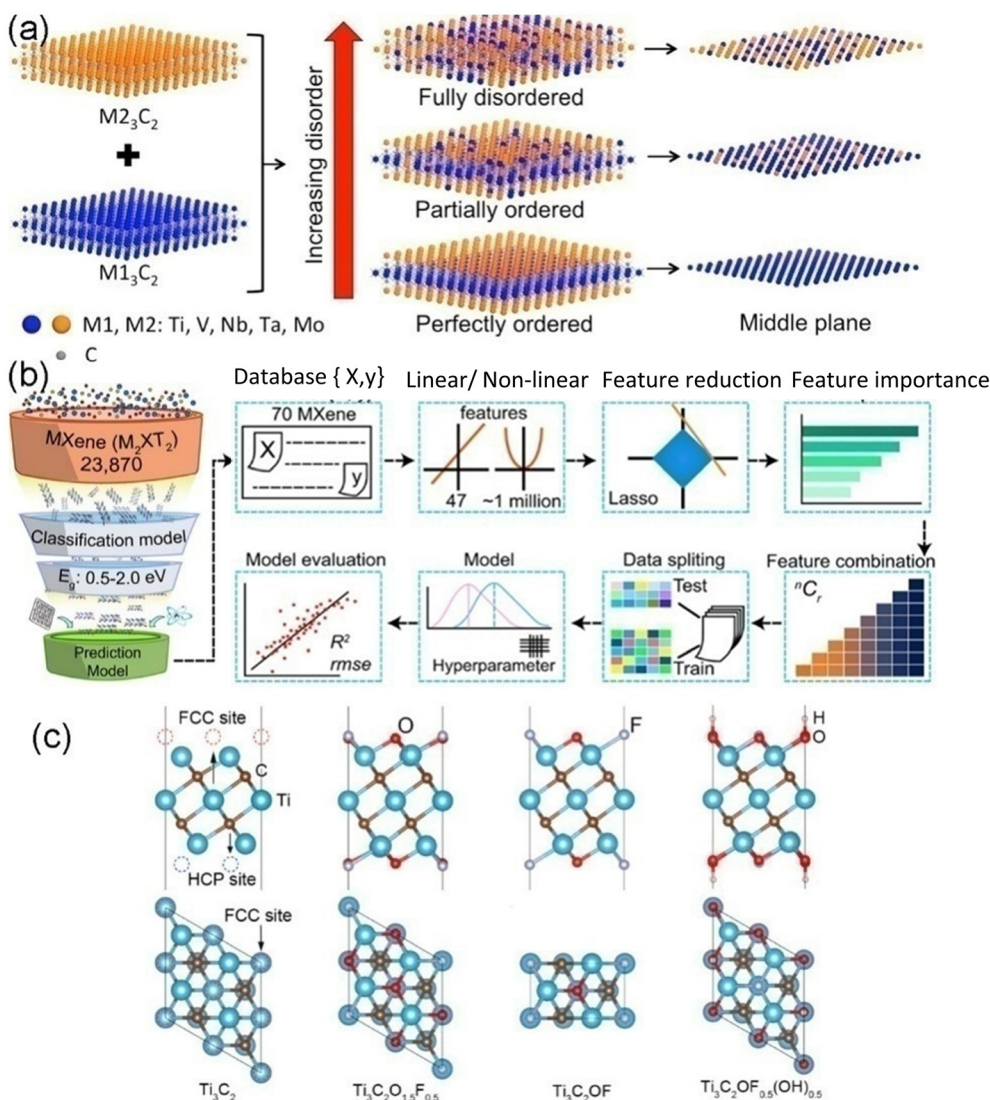 (a)
M2₃C₂
M1₃C₂
M1, M2: Ti, V, Nb, Ta, Mo
C
Increasing disorder
Fully disordered
Partially ordered
Perfectly ordered
Middle plane
(b)
MXene (M₂XT₂)
23,870
Classification model
Eg: 0.5-2.0 eV
Prediction
Model
Database { X,y}
70 MXene
X
y
Linear/ Non-linear
features
47 ~1 million
Feature reduction
Lasso
Feature importance
Feature combination
ⁿCᵣ
Data spliting
Test
Train
Model
Hyperparameter
Model evaluation
R²
rmse
(c)
FCC site
C
Ti
HCP site
O
F
H
O
FCC site
Ti₃C₂
Ti₃C₂O₁.₅F₀.₅
Ti₃C₂OF
Ti₃C₂OF₀.₅(OH)₀.₅